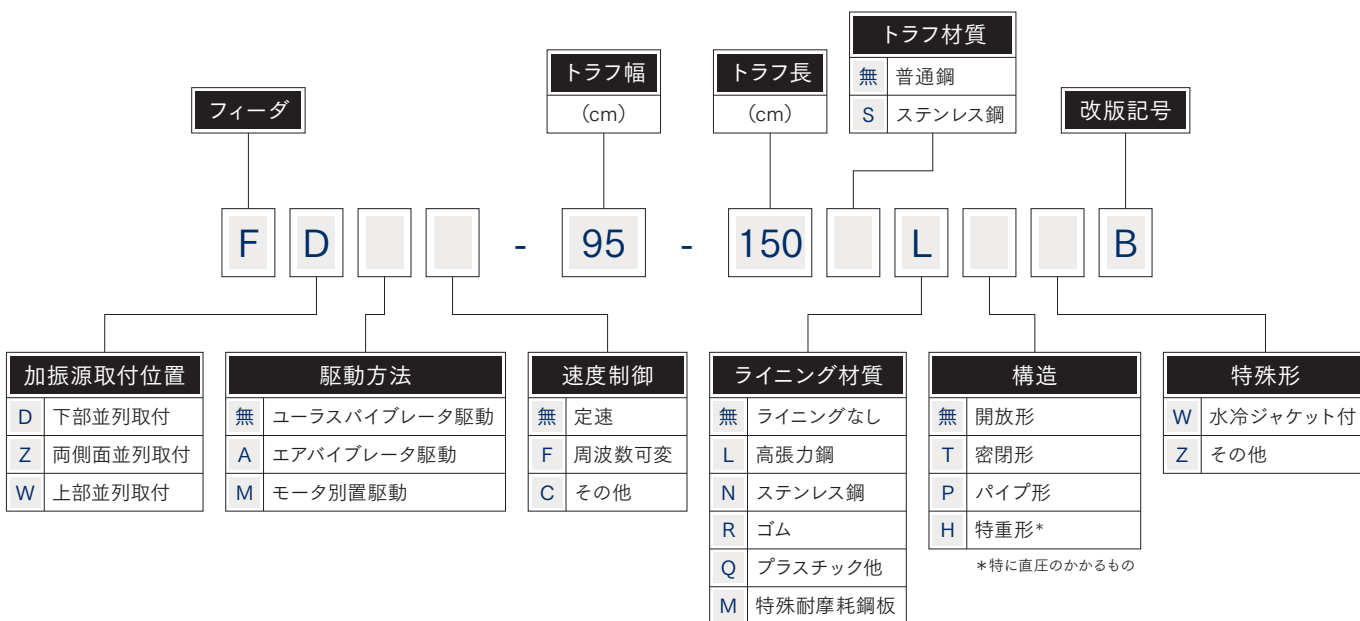 トラフ材質
無 普通鋼
S ステンレス鋼
トラフ幅
(cm)
トラフ長
(cm)
フィーダ
改版記号
F D - 95 - 150 L B
加振源取付位置
D 下部並列取付
Z 両側面並列取付
W 上部並列取付
駆動方法
無 ユーラスバイブレータ駆動
A エアバイブレータ駆動
M モータ別置駆動
速度制御
無 定速
F 周波数可変
C その他
ライニング材質
無 ライニングなし
L 高張力鋼
N ステンレス鋼
R ゴム
Q プラスチック他
M 特殊耐摩耗鋼板
構造
無 開放形
T 密閉形
P パイプ形
H 特重形*
*特に直圧のかかるもの
特殊形
W 水冷ジャケット付
Z その他